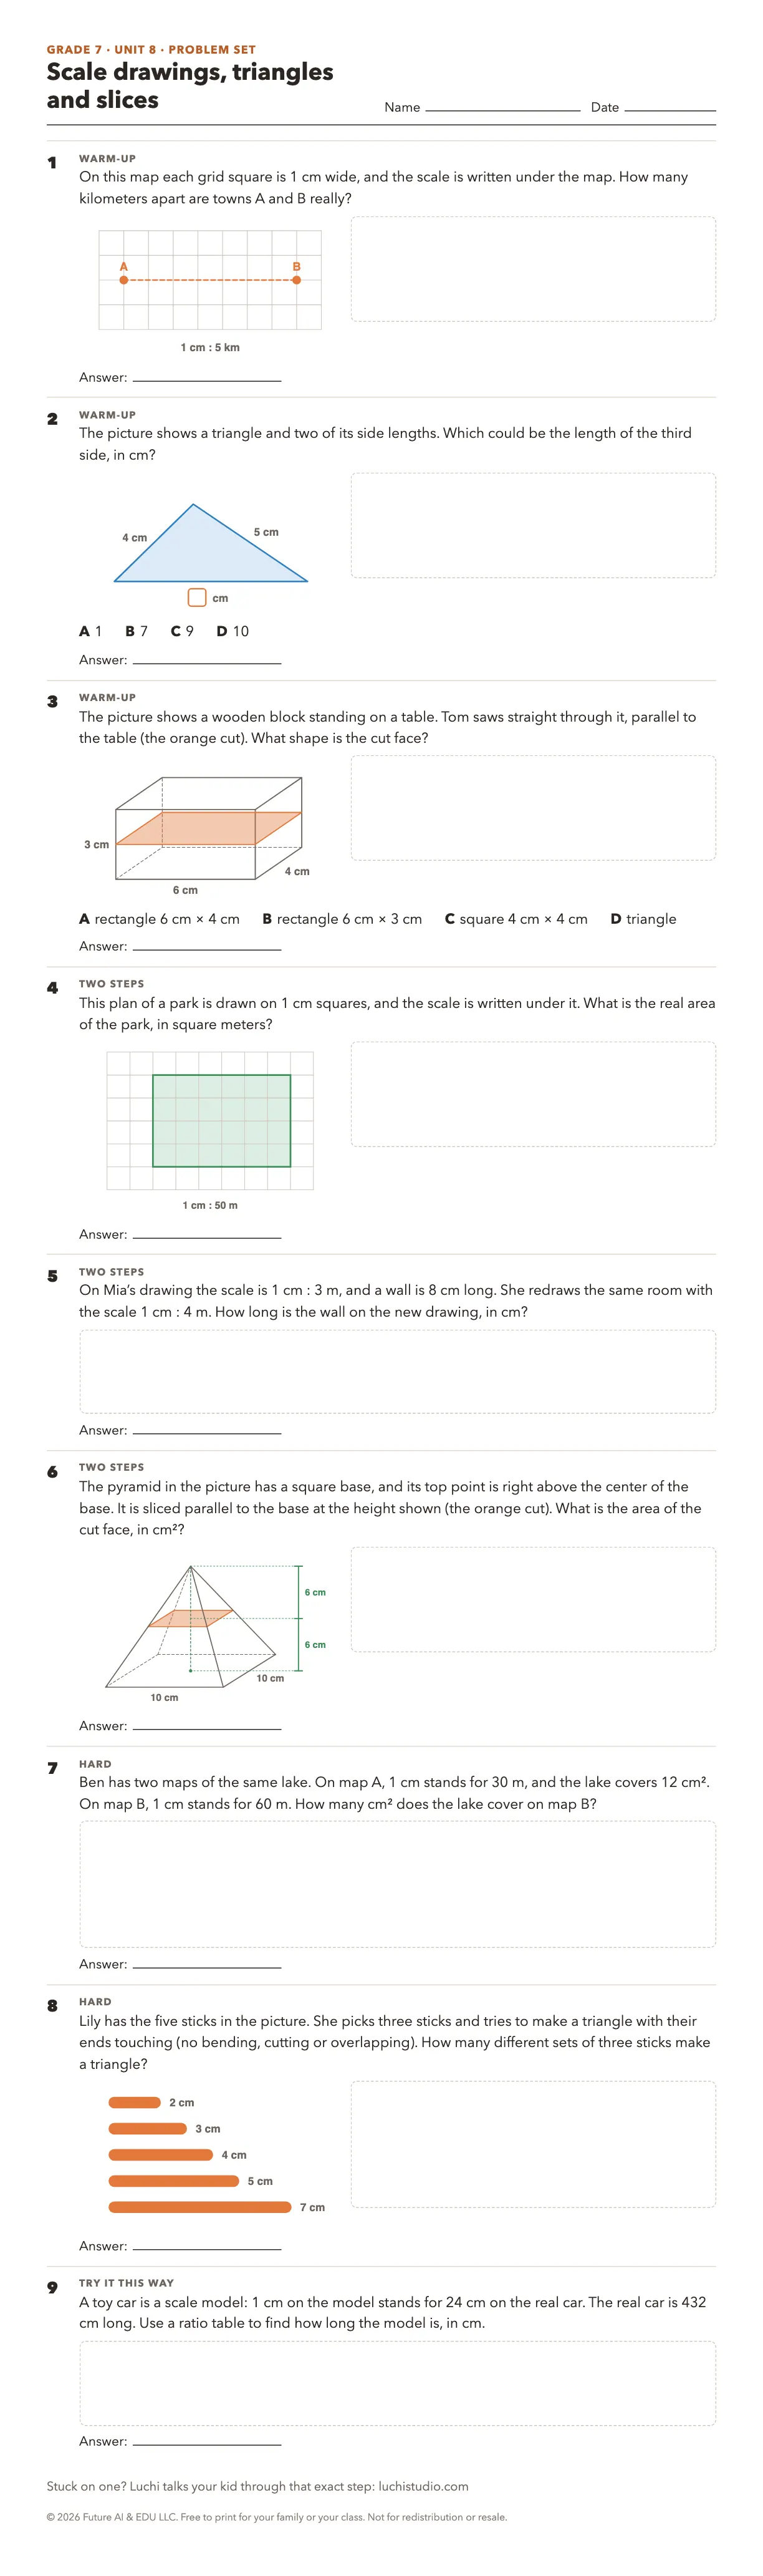 GRADE 7 · UNIT 8 · PROBLEM SET
Scale drawings, triangles
and slices
Name
Date
1
WARM-UP
On this map each grid square is 1 cm wide, and the scale is written under the map. How many
kilometers apart are towns A and B really?
A
B
1 cm : 5 km
Answer:
2
WARM-UP
The picture shows a triangle and two of its side lengths. Which could be the length of the third
side, in cm?
4 cm
5 cm
cm
A 1 B 7 C 9 D 10
Answer:
3
WARM-UP
The picture shows a wooden block standing on a table. Tom saws straight through it, parallel to
the table (the orange cut). What shape is the cut face?
3 cm
4 cm
6 cm
A rectangle 6 cm × 4 cm B rectangle 6 cm × 3 cm C square 4 cm × 4 cm D triangle
Answer:
4
TWO STEPS
This plan of a park is drawn on 1 cm squares, and the scale is written under it. What is the real area
of the park, in square meters?
1 cm : 50 m
Answer:
5
TWO STEPS
On Mia’s drawing the scale is 1 cm : 3 m, and a wall is 8 cm long. She redraws the same room with
the scale 1 cm : 4 m. How long is the wall on the new drawing, in cm?
Answer:
6
TWO STEPS
The pyramid in the picture has a square base, and its top point is right above the center of the
base. It is sliced parallel to the base at the height shown (the orange cut). What is the area of the
cut face, in cm²?
6 cm
6 cm
10 cm
10 cm
Answer:
7
HARD
Ben has two maps of the same lake. On map A, 1 cm stands for 30 m, and the lake covers 12 cm².
On map B, 1 cm stands for 60 m. How many cm² does the lake cover on map B?
Answer:
8
HARD
Lily has the five sticks in the picture. She picks three sticks and tries to make a triangle with their
ends touching (no bending, cutting or overlapping). How many different sets of three sticks make
a triangle?
2 cm
3 cm
4 cm
5 cm
7 cm
Answer:
9
TRY IT THIS WAY
A toy car is a scale model: 1 cm on the model stands for 24 cm on the real car. The real car is 432
cm long. Use a ratio table to find how long the model is, in cm.
Answer:
Stuck on one? Luchi talks your kid through that exact step: luchistudio.com
© 2026 Future AI & EDU LLC. Free to print for your family or your class. Not for redistribution or resale.